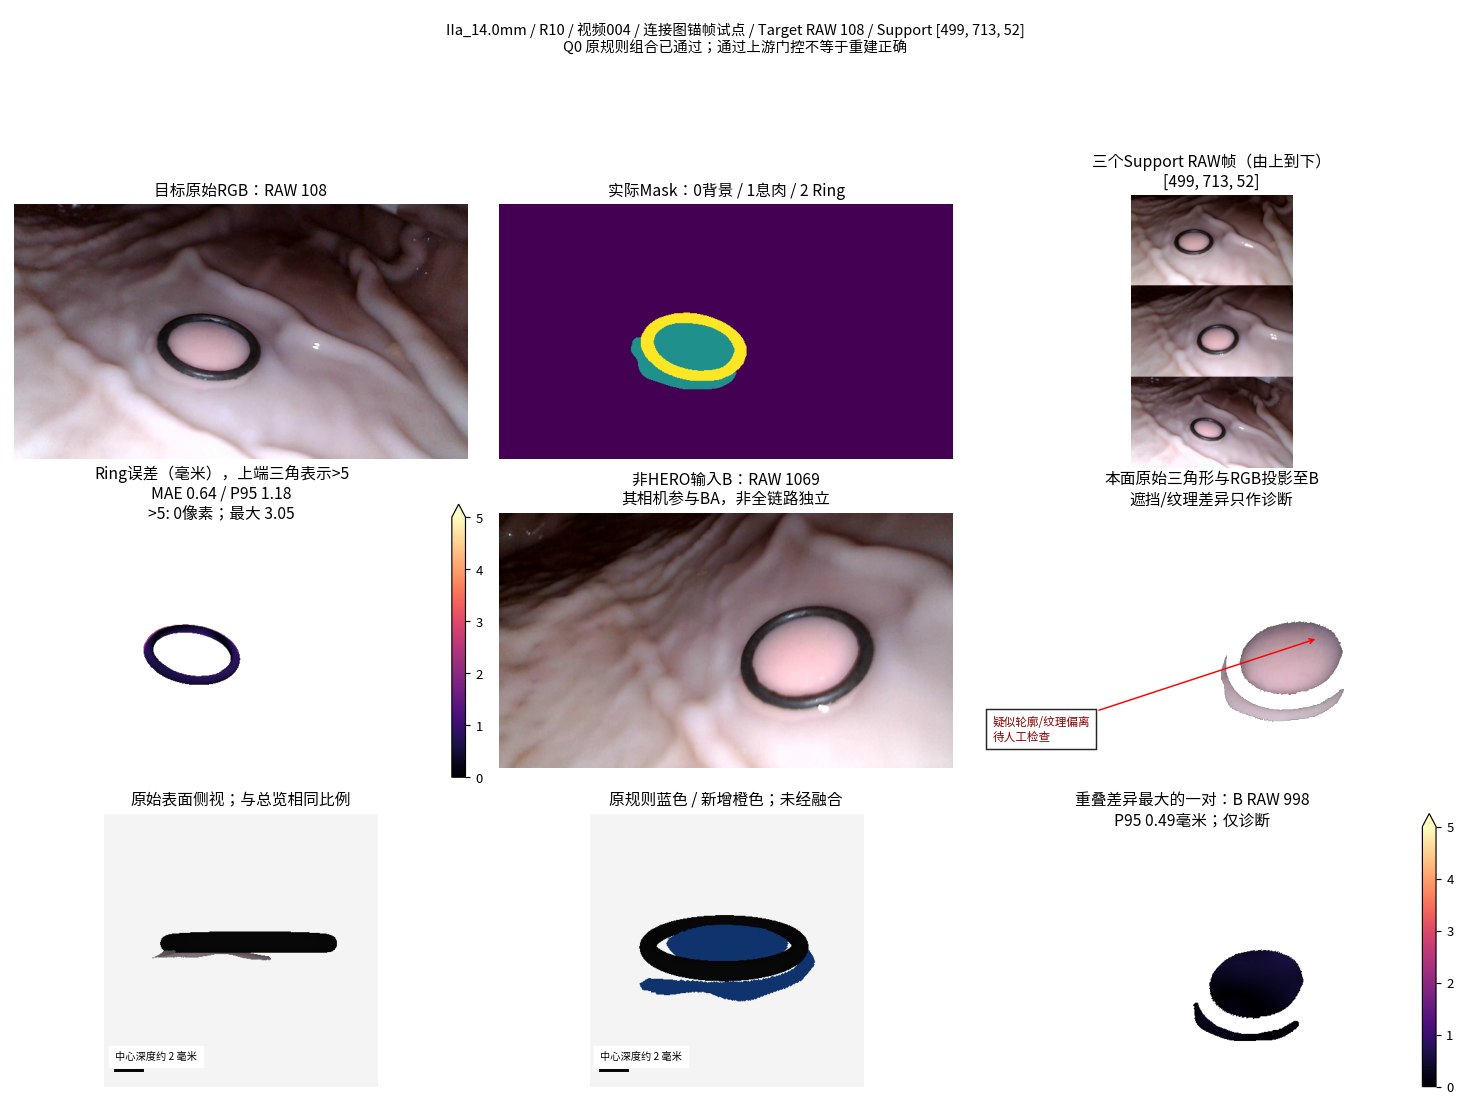 IIa_14.0mm / R10 / 视频004 / 连接图锚帧试点 / Target RAW 108 / Support [499, 713, 52]
Q0 原规则组合已通过；通过上游门控不等于重建正确
目标原始RGB：RAW 108
实际Mask：0背景 / 1息肉 / 2 Ring
三个Support RAW帧（由上到下）
[499, 713, 52]
Ring误差（毫米），上端三角表示>5
MAE 0.64 / P95 1.18
>5: 0像素；最大 3.05
5
4
3
2
1
0
非HERO输入B：RAW 1069
其相机参与BA，非全链路独立
本面原始三角形与RGB投影至B
遮挡/纹理差异只作诊断
疑似轮廓/纹理偏离
待人工检查
原始表面侧视；与总览相同比例
中心深度约 2 毫米
原规则蓝色 / 新增橙色；未经融合
中心深度约 2 毫米
重叠差异最大的一对：B RAW 998
P95 0.49毫米；仅诊断
5
4
3
2
1
0